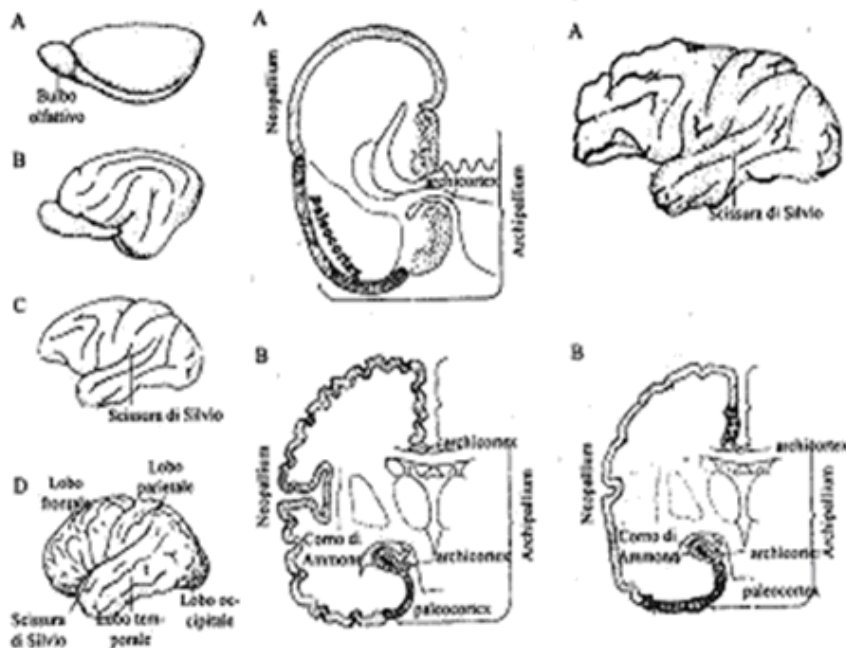 A
Bulbo
olfattivo
B
C
Scissura di Silvio
D
Lobo
frontale
Lobo
parietale
Scissura
di Silvio
Lobo tem-
porale
Lobo oc-
cipitale
A
Neopallium
archicortex
paleocortex
Archipallium
B
Neopallium
archicortex
Corno di
Ammone
archicortex
paleocortex
Archipallium
A
Scissura di Silvio
B
Neopallium
archicortex
Corno di
Ammone
archicortex
paleocortex
Archipallium